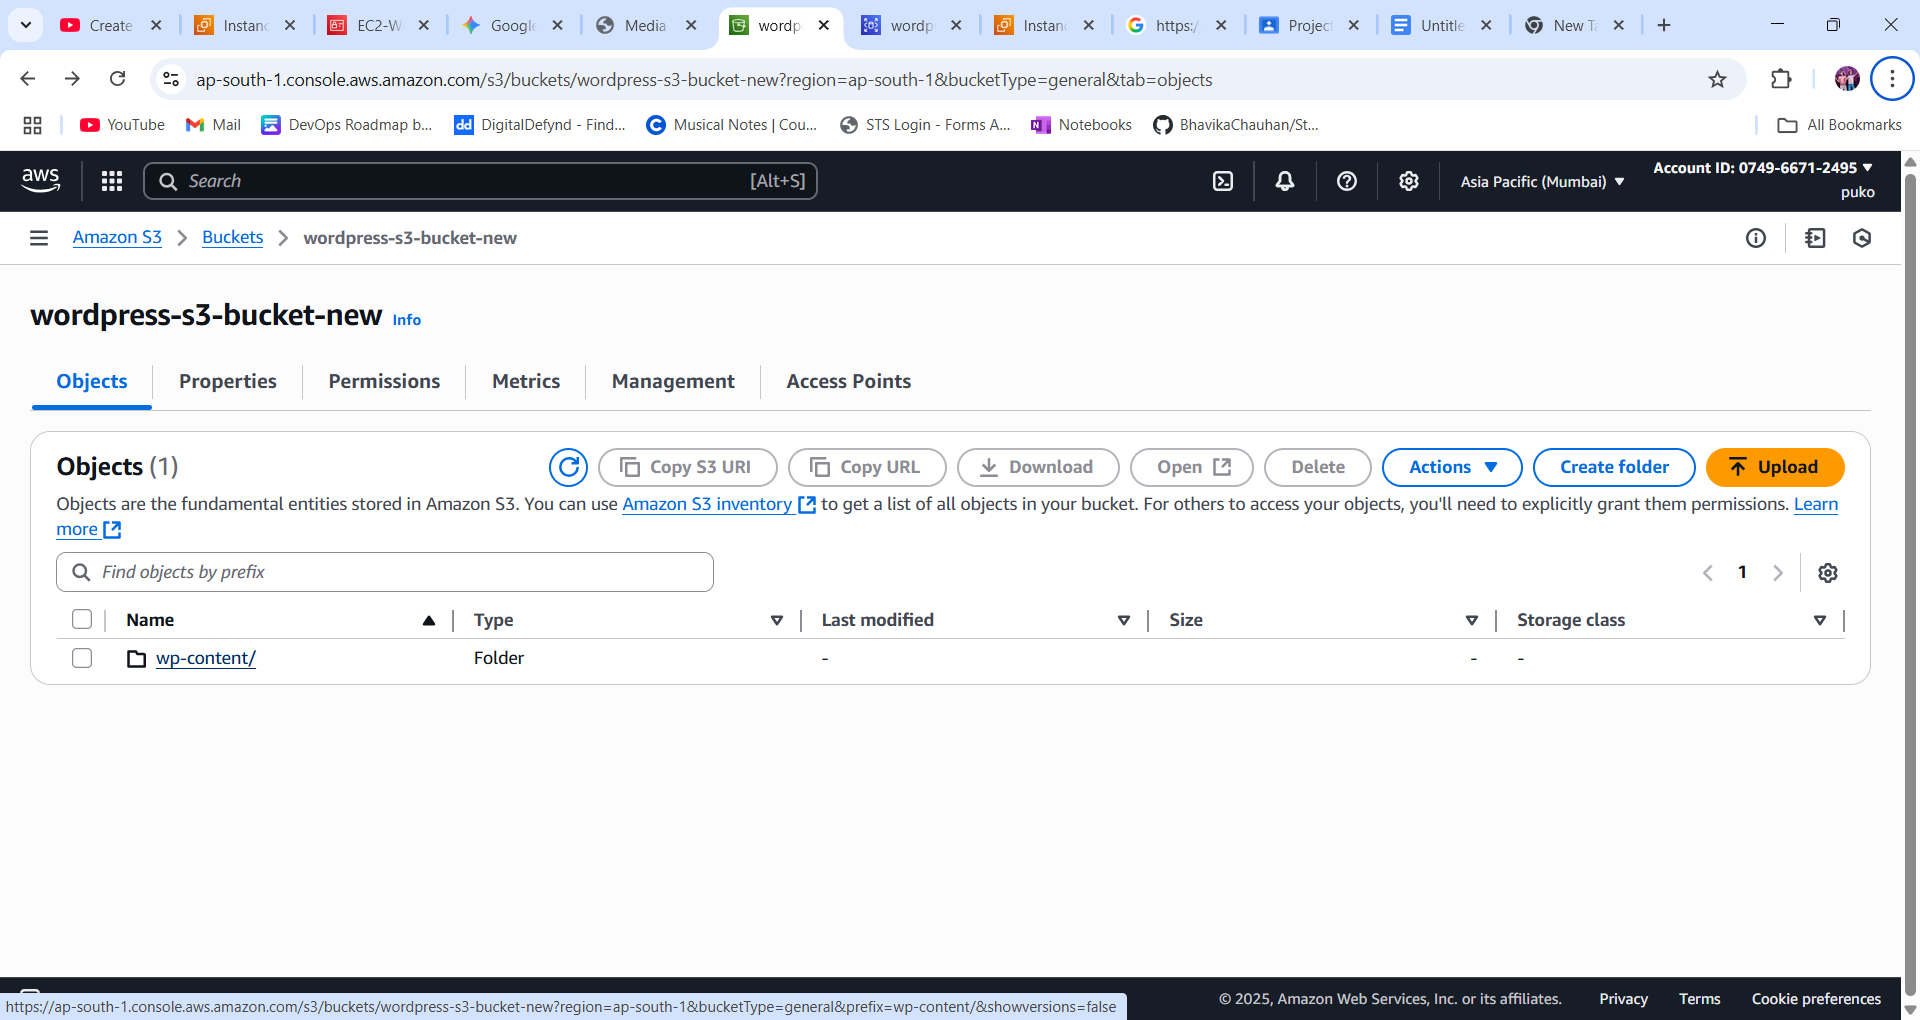 Create
Instanc
EC2-W
Google
Media
wordp
wordp
Instanc
https:/
Project
Untitle
New Ta
ap-south-1.console.aws.amazon.com/s3/buckets/wordpress-s3-bucket-new?region=ap-south-1&bucketType=general&tab=objects
YouTube
Mail
DevOps Roadmap b...
DigitalDefynd - Find...
Musical Notes | Cou...
STS Login - Forms A...
Notebooks
BhavikaChauhan/St...
All Bookmarks
aws
Search
[Alt+S]
Asia Pacific (Mumbai)
Account ID: 0749-6671-2495
puko
Amazon S3
Buckets
wordpress-s3-bucket-new
wordpress-s3-bucket-new Info
Objects
Properties
Permissions
Metrics
Management
Access Points
Objects (1)
Copy S3 URI
Copy URL
Download
Open
Delete
Actions
Create folder
Upload
Objects are the fundamental entities stored in Amazon S3. You can use Amazon S3 inventory to get a list of all objects in your bucket. For others to access your objects, you'll need to explicitly grant them permissions. Learn
more
Find objects by prefix
1
Name
Type
Last modified
Size
Storage class
wp-content/
Folder
-
-
-
https://ap-south-1.console.aws.amazon.com/s3/buckets/wordpress-s3-bucket-new?region=ap-south-1&bucketType=general&prefix=wp-content/&showversions=false
© 2025, Amazon Web Services, Inc. or its affiliates.
Privacy
Terms
Cookie preferences